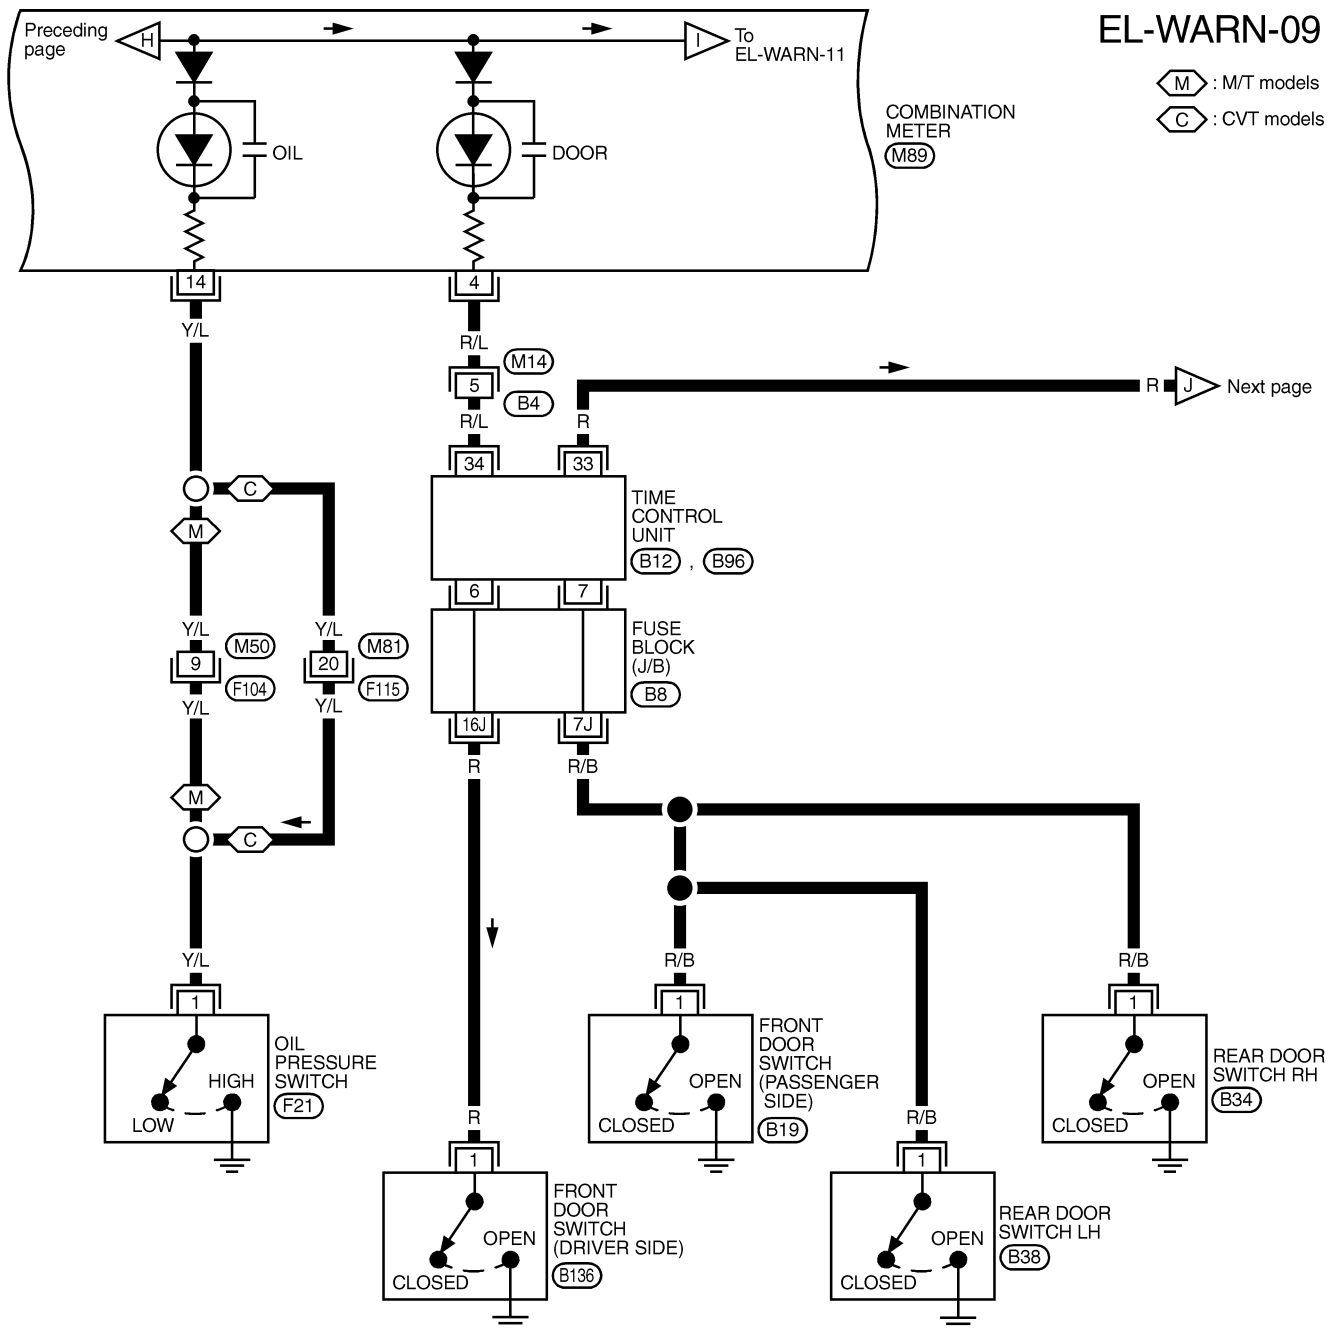 EL-WARN-09
M : M/T models
C : CVT models
Preceding
page
H
I
To
EL-WARN-11
COMBINATION
METER
M89
OIL
DOOR
14
4
Y/L
R/L
M14
5
B4
R/L
R
R
J
Next page
34
33
C
M
TIME
CONTROL
UNIT
B12 , B96
6
7
Y/L
Y/L
M50
M81
9
20
F104
F115
Y/L
Y/L
FUSE
BLOCK
(J/B)
B8
16J
7J
R
R/B
M
C
Y/L
R/B
R/B
1
1
1
OIL
PRESSURE
SWITCH
F21
HIGH
LOW
FRONT
DOOR
SWITCH
(PASSENGER
SIDE)
B19
OPEN
CLOSED
REAR DOOR
SWITCH RH
B34
OPEN
CLOSED
R
R/B
1
1
FRONT
DOOR
SWITCH
(DRIVER SIDE)
B136
OPEN
CLOSED
REAR DOOR
SWITCH LH
B38
OPEN
CLOSED